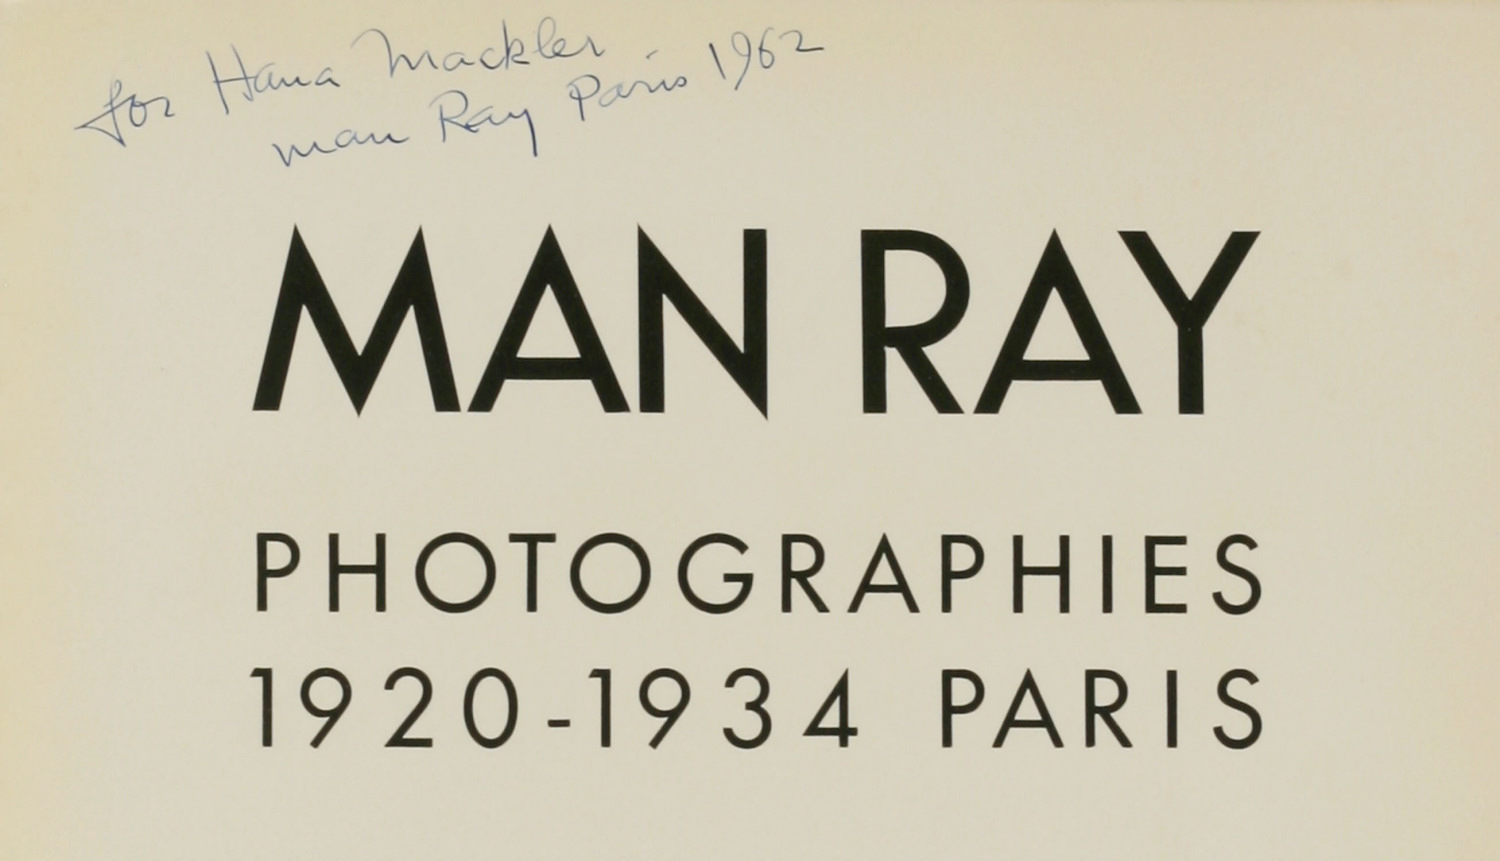 for Hana Mackler
man Ray Paris 1962
MAN RAY
PHOTOGRAPHIES
1920-1934 PARIS